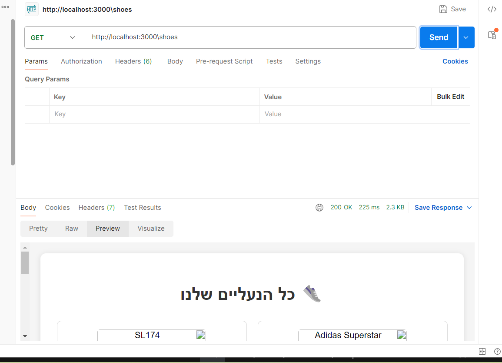 http://localhost:3000\shoes
Save
GET
http://localhost:3000\shoes
Send
Params
Authorization
Headers (6)
Body
Pre-request Script
Tests
Settings
Cookies
Query Params
Key
Value
Bulk Edit
Key
Value
Body
Cookies
Headers (7)
Test Results
200 OK
225 ms
2.3 KB
Save Response
Pretty
Raw
Preview
Visualize
כל הנעליים שלנו
SL174
Adidas Superstar